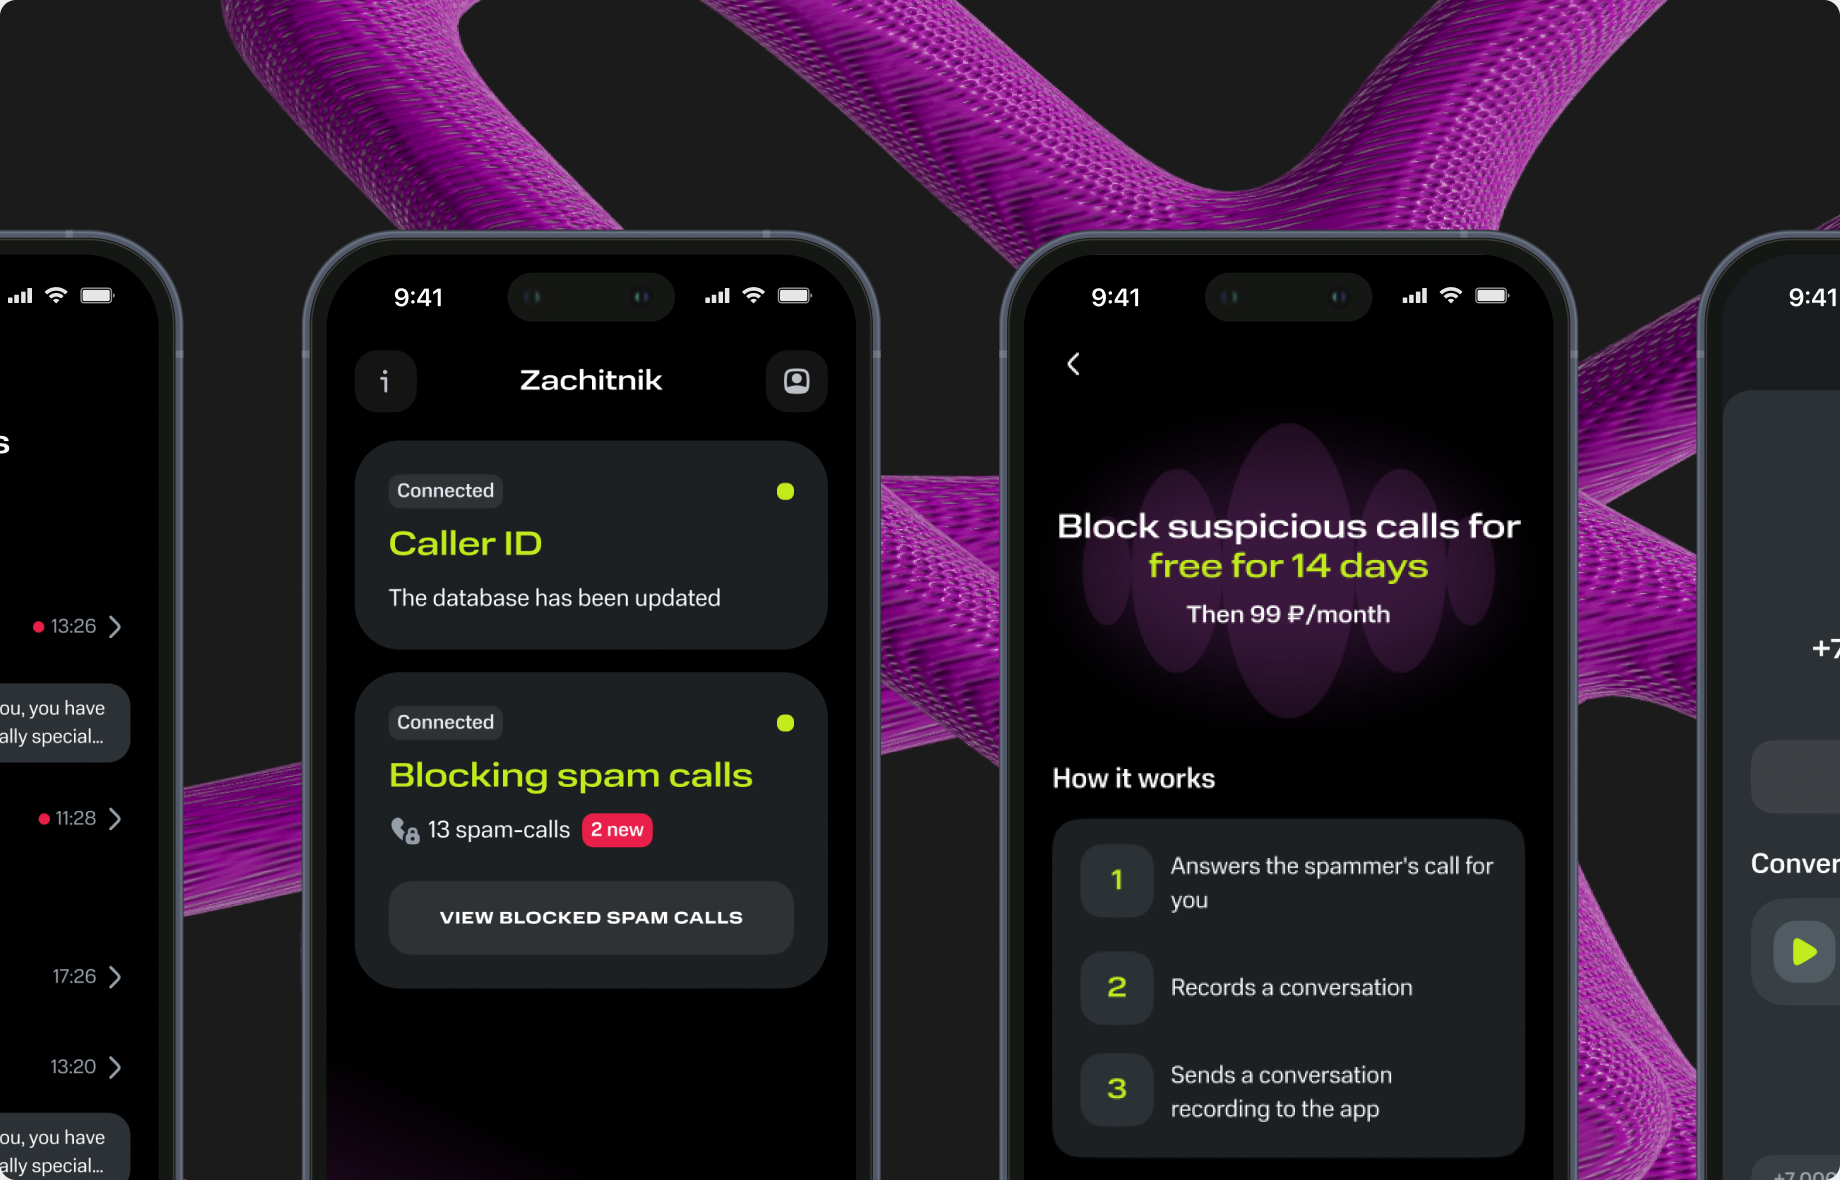 s
13:26
ou, you have
ally special...
11:28
17:26
13:20
ou, you have
ally special...
9:41
Zachitnik
Connected
Caller ID
The database has been updated
Connected
Blocking spam calls
13 spam-calls 2 new
VIEW BLOCKED SPAM CALLS
9:41
Block suspicious calls for
free for 14 days
Then 99 ₽/month
How it works
1 Answers the spammer's call for
you
2 Records a conversation
3 Sends a conversation
recording to the app
9:41
+7
Conver